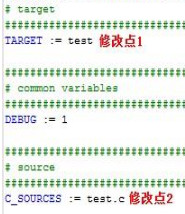 # target
########################################
TARGET := test 修改点1
########################################
# common variables
########################################
DEBUG := 1
########################################
# source
########################################
C_SOURCES := test.c 修改点2